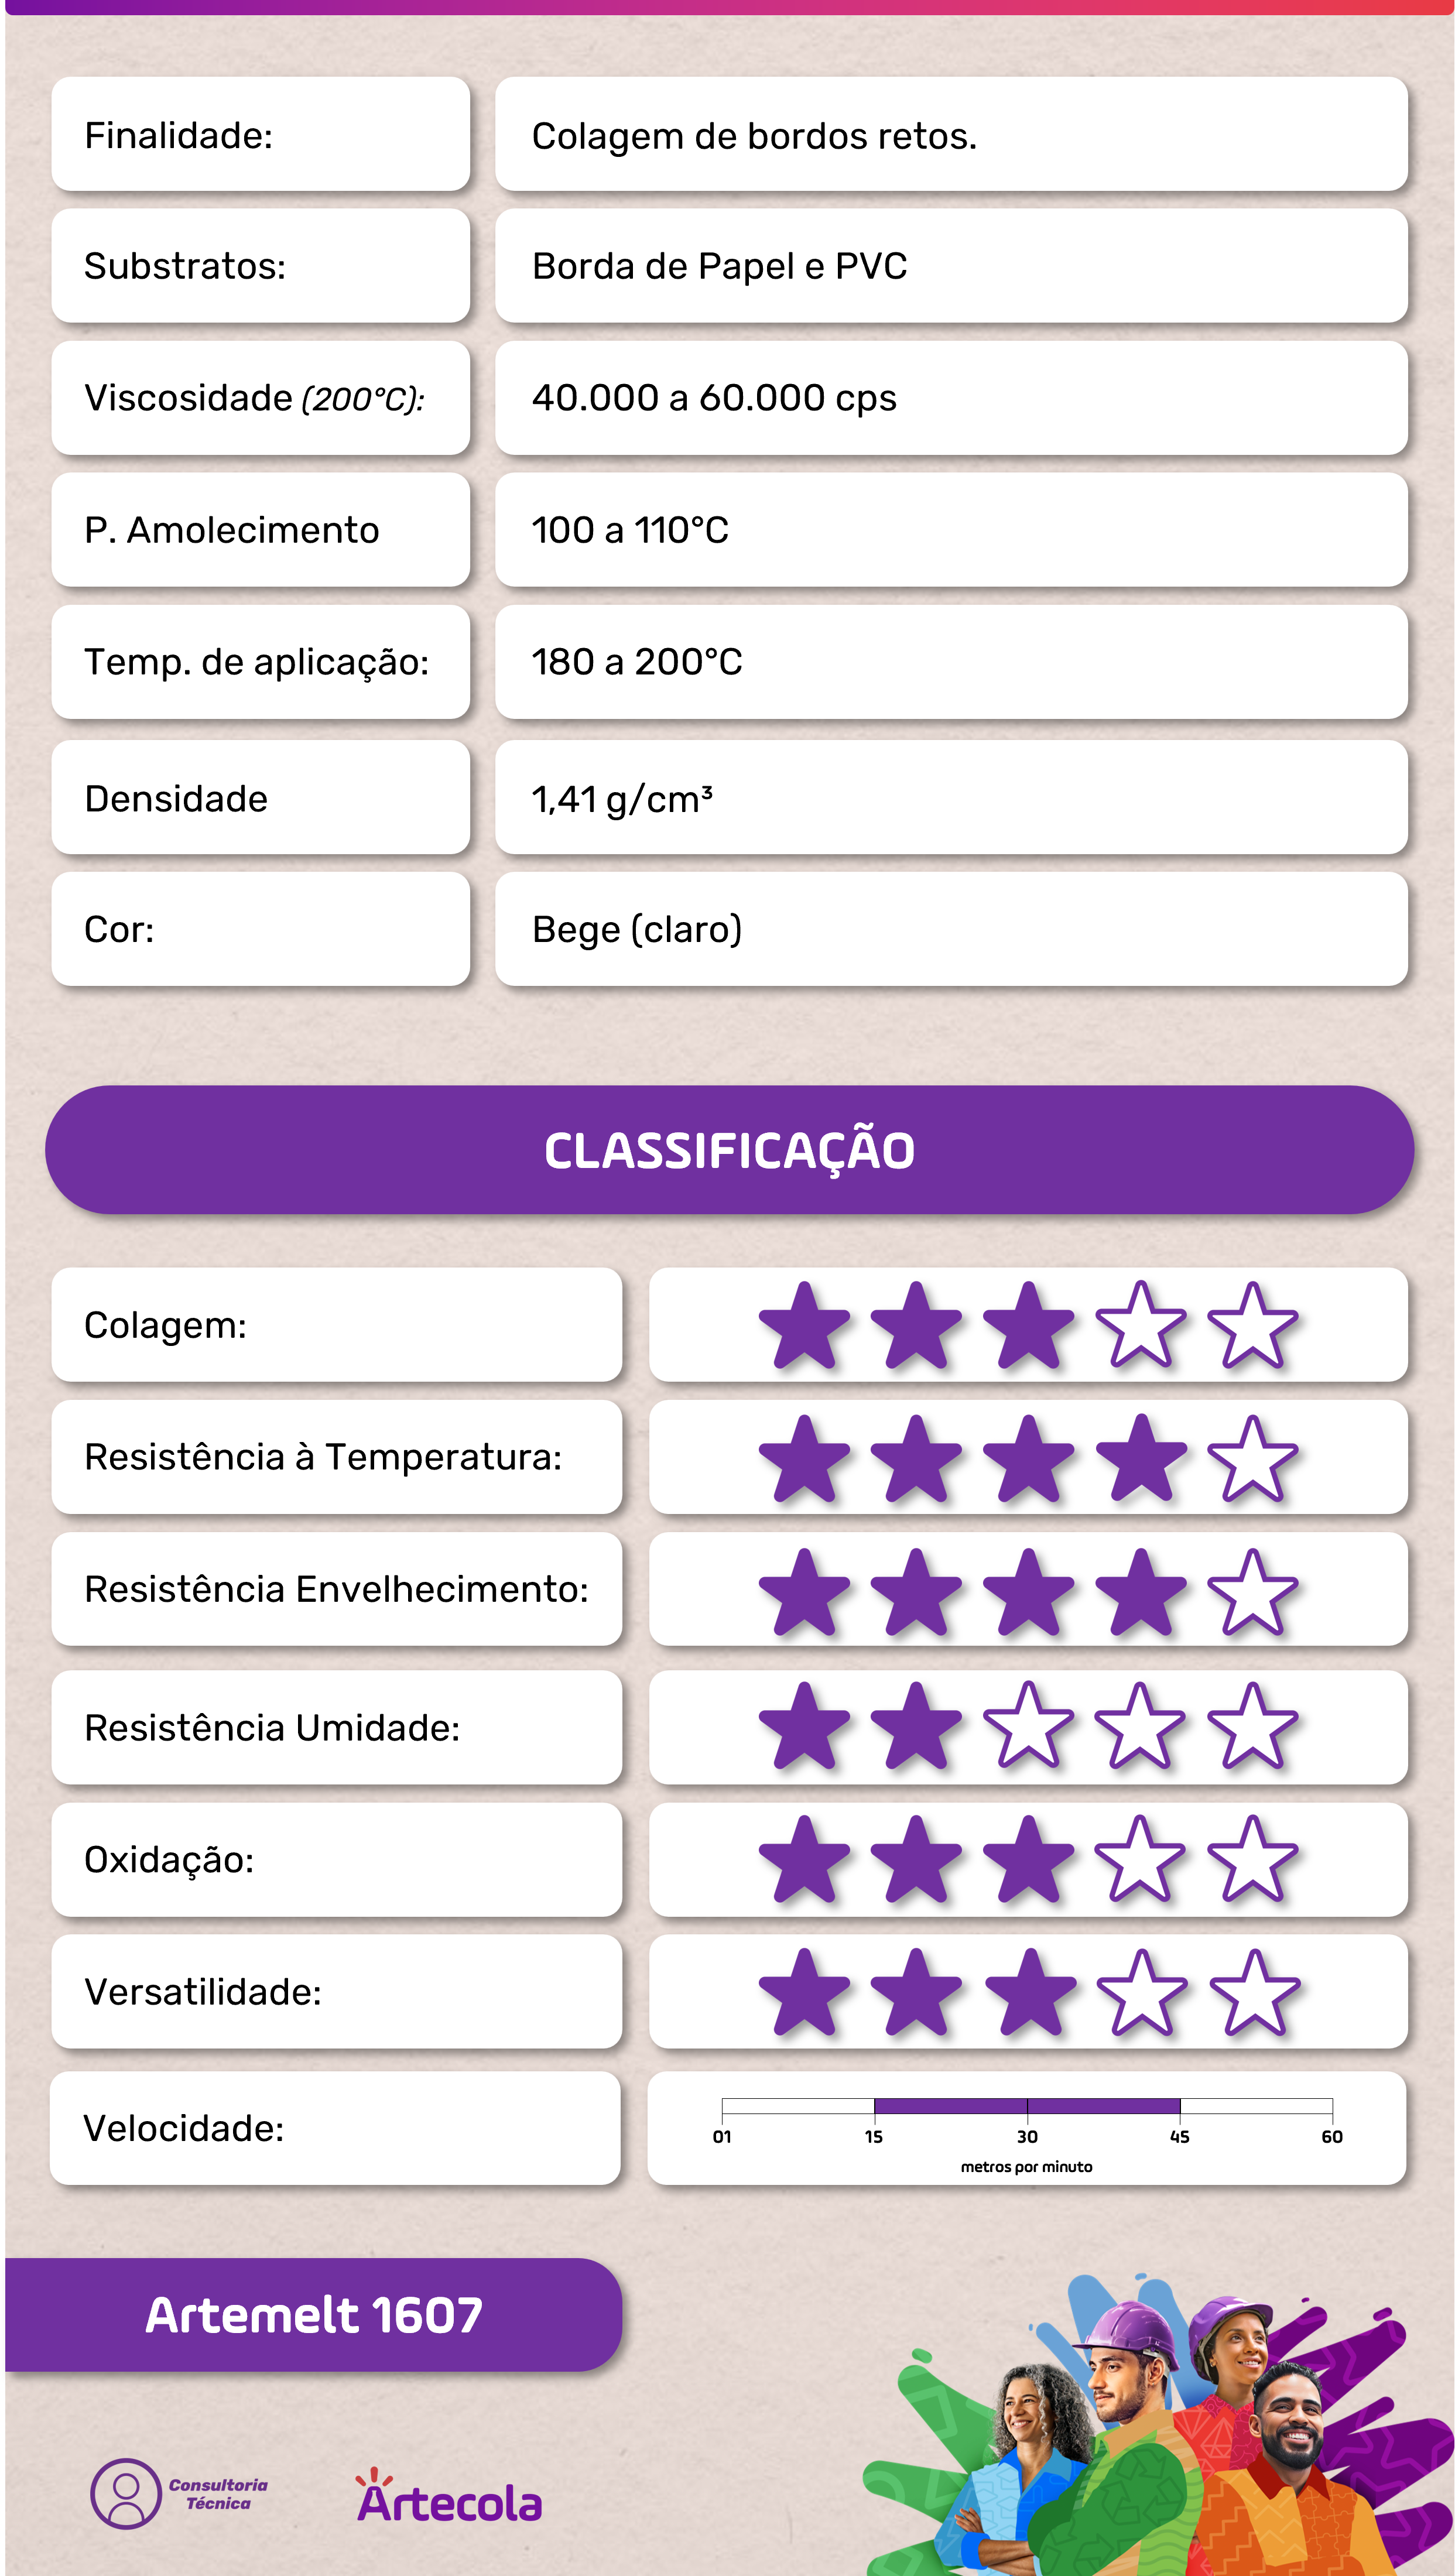 Finalidade:
Colagem de bordos retos.
Substratos:
Borda de Papel e PVC
Viscosidade (200°C):
40.000 a 60.000 cps
P. Amolecimento
100 a 110°C
Temp. de aplicação:
180 a 200°C
Densidade
1,41 g/cm³
Cor:
Bege (claro)
CLASSIFICAÇÃO
Colagem:
Resistência à Temperatura:
Resistência Envelhecimento:
Resistência Umidade:
Oxidação:
Versatilidade:
Velocidade:
01 15 30 45 60
metros por minuto
Artemelt 1607
Consultoria
Técnica
Artecola